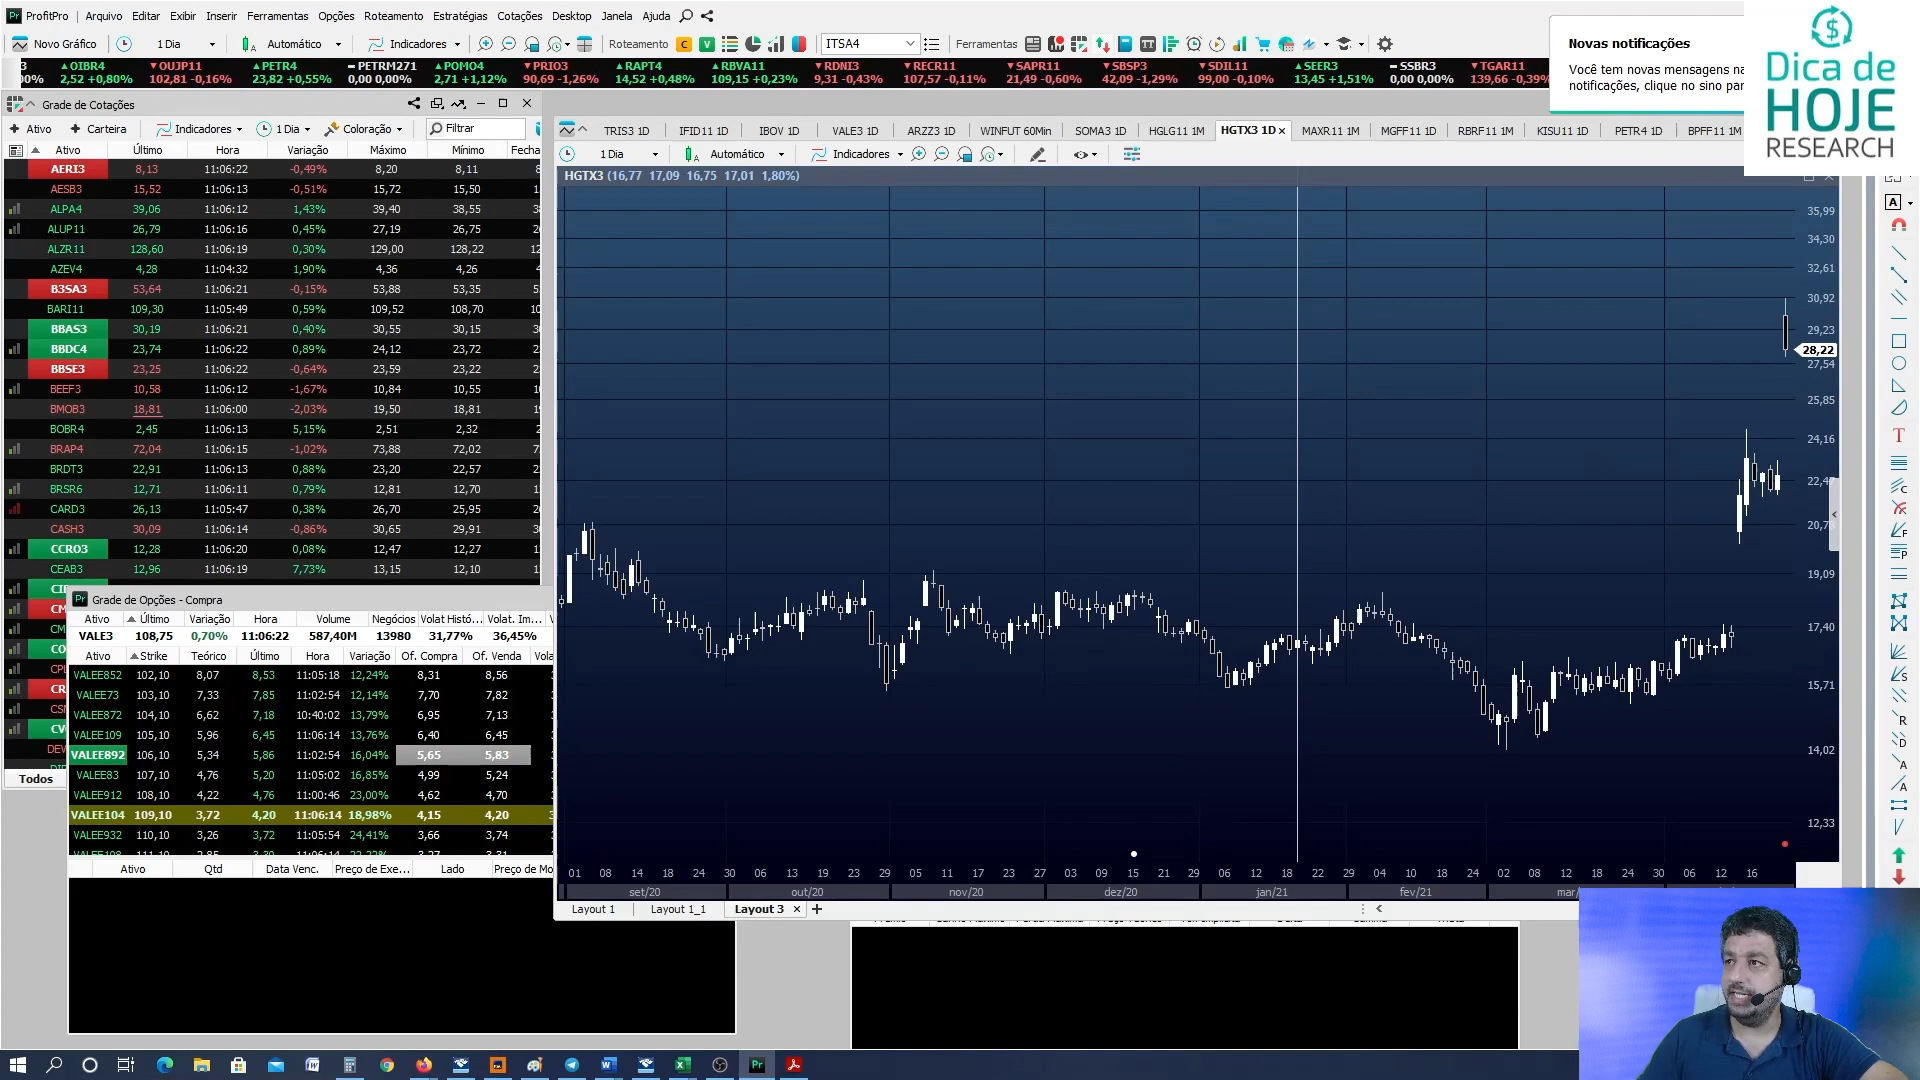 ProfitPro Arquivo Editar Exibir Inserir Ferramentas Opções Roteamento Estratégias Cotações Desktop Janela Ajuda
Novo Gráfico 1 Dia Automático Indicadores Roteamento C V ITSA4 Ferramentas
OIBR4 OUJP11 PETR4 PETRM271 POMO4 PRIO3 RAPT4 RBVA11 RDNI3 RECR11 SAPR11 SBSP3 SDIL11 SEER3 SSBR3 TGAR11
2,52 +0,80% 102,81 -0,16% 23,82 +0,55% 0,00 0,00% 2,71 +1,12% 90,69 -1,26% 14,52 +0,48% 109,15 +0,23% 9,31 -0,43% 107,57 -0,11% 21,49 -0,60% 42,09 -1,29% 99,00 -0,10% 13,45 +1,51% 0,00 0,00% 139,66 -0,39%
Novas notificações
Você tem novas mensagens na
notificações, clique no sino par
Dica de
HOJE
RESEARCH
Grade de Cotações
Ativo Carteira Indicadores 1 Dia Coloração Filtrar
Ativo Último Hora Variação Máximo Mínimo Fecha
AERI3 8,13 11:06:22 -0,49% 8,20 8,11
AESB3 15,52 11:06:13 -0,51% 15,72 15,50
ALPA4 39,06 11:06:12 1,43% 39,40 38,55
ALUP11 26,79 11:06:16 0,45% 27,19 26,75
ALZR11 128,60 11:06:19 0,30% 129,00 128,22
AZEV4 4,28 11:04:32 1,90% 4,36 4,26
B3SA3 53,64 11:06:21 -0,15% 53,88 53,35
BARI11 109,30 11:05:49 0,59% 109,52 108,70
BBAS3 30,19 11:06:21 0,40% 30,55 30,15
BBDC4 23,74 11:06:22 0,89% 24,12 23,72
BBSE3 23,25 11:06:22 -0,64% 23,59 23,22
BEEF3 10,58 11:06:12 -1,67% 10,84 10,55
BMOB3 18,81 11:06:00 -2,03% 19,50 18,81
BOBR4 2,45 11:06:13 5,15% 2,51 2,32
BRAP4 72,04 11:06:15 -1,02% 73,88 72,02
BRDT3 22,91 11:06:13 0,88% 23,20 22,57
BRSR6 12,71 11:06:11 0,79% 12,81 12,70
CARD3 26,13 11:05:47 0,38% 26,70 25,95
CASH3 30,09 11:06:14 -0,86% 30,65 29,91
CCRO3 12,28 11:06:20 0,08% 12,47 12,27
CEAB3 12,96 11:06:19 7,73% 13,15 12,10
Todos
Grade de Opções - Compra
Ativo Último Variação Hora Volume Negócios Volat Histó... Volat. Im...
VALE3 108,75 0,70% 11:06:22 587,40M 13980 31,77% 36,45%
Ativo Strike Teórico Último Hora Variação Of. Compra Of. Venda
VALEE852 102,10 8,07 8,53 11:05:18 12,24% 8,31 8,56
VALEE73 103,10 7,33 7,85 11:02:54 12,14% 7,70 7,82
VALEE872 104,10 6,62 7,18 10:40:02 13,79% 6,95 7,13
VALEE109 105,10 5,96 6,45 11:06:14 13,76% 6,40 6,45
VALEE892 106,10 5,34 5,86 11:02:54 16,04% 5,65 5,83
VALEE83 107,10 4,76 5,20 11:05:02 16,85% 4,99 5,24
VALEE912 108,10 4,22 4,76 11:00:46 23,00% 4,62 4,70
VALEE104 109,10 3,72 4,20 11:06:14 18,98% 4,15 4,20
VALEE932 110,10 3,26 3,72 11:05:54 24,41% 3,66 3,74
Ativo Qtd Data Venc. Preço de Exe... Lado Preço de Mo
TRIS3 1D IFID11 1D IBOV 1D VALE3 1D ARZZ3 1D WINFUT 60Min SOMA3 1D HGLG11 1M HGTX3 1D MAXR11 1M MGFF11 1D RBRF11 1M KISU11 1D PETR4 1D BPFF11 1M
1 Dia Automático Indicadores
HGTX3 (16,77 17,09 16,75 17,01 1,80%)
35,99
34,30
32,61
30,92
29,23
28,22
27,54
25,85
24,16
19,09
17,40
15,71
14,02
12,33
01 08 14 18 24 30 06 13 19 23 29 05 11 17 23 27 03 09 15 21 29 06 12 18 22 29 04 10 18 24 02 08 12 18 24 30 06 12 16
set/20 out/20 nov/20 dez/20 jan/21 fev/21
Layout 1 Layout 1_1 Layout 3